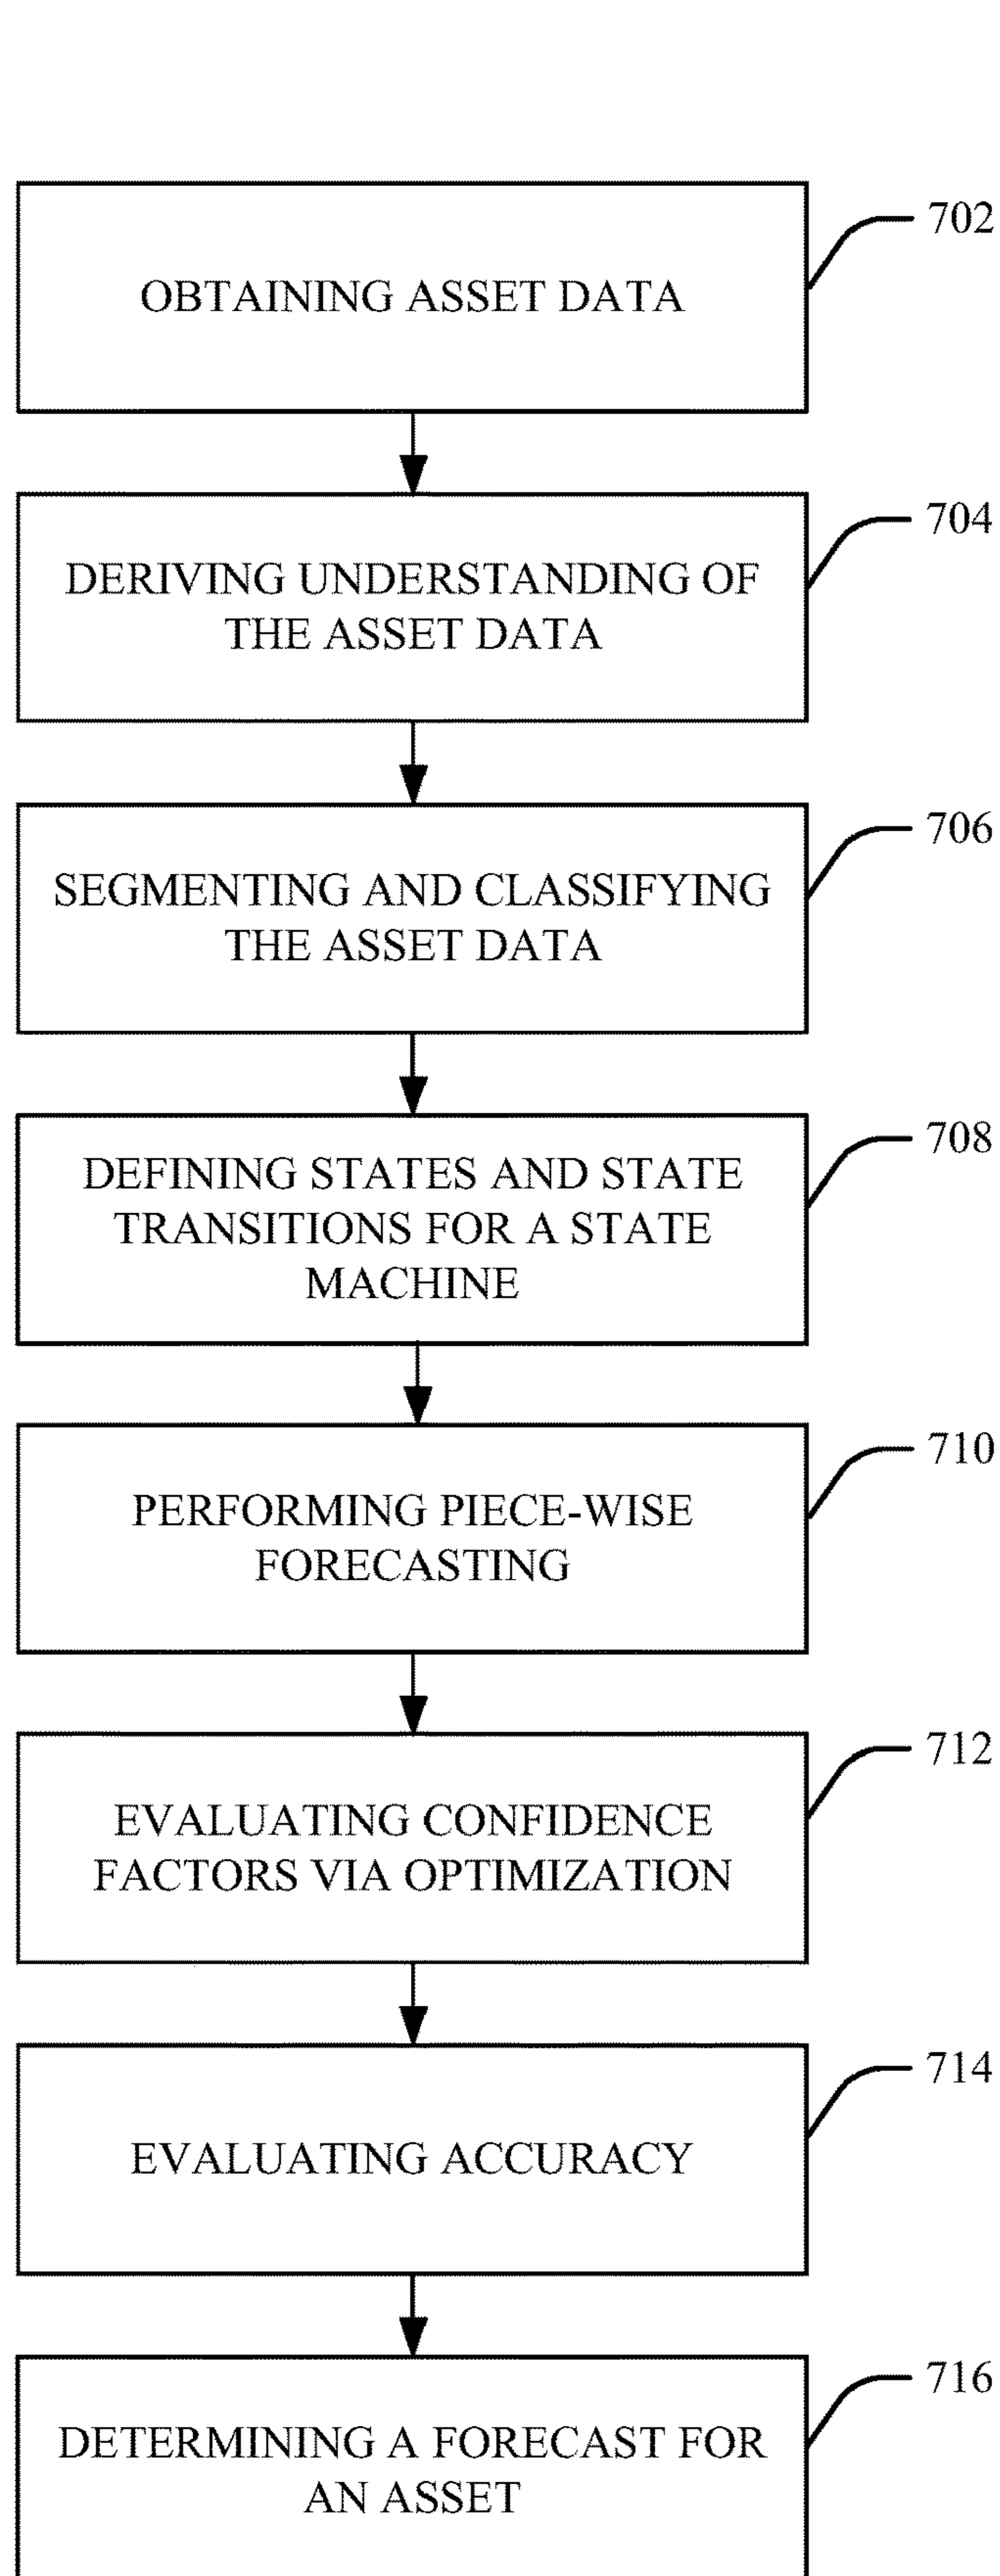 702
OBTAINING ASSET DATA
704
DERIVING UNDERSTANDING OF
THE ASSET DATA
706
SEGMENTING AND CLASSIFYING
THE ASSET DATA
708
DEFINING STATES AND STATE
TRANSITIONS FOR A STATE
MACHINE
710
PERFORMING PIECE-WISE
FORECASTING
712
EVALUATING CONFIDENCE
FACTORS VIA OPTIMIZATION
714
EVALUATING ACCURACY
716
DETERMINING A FORECAST FOR
AN ASSET